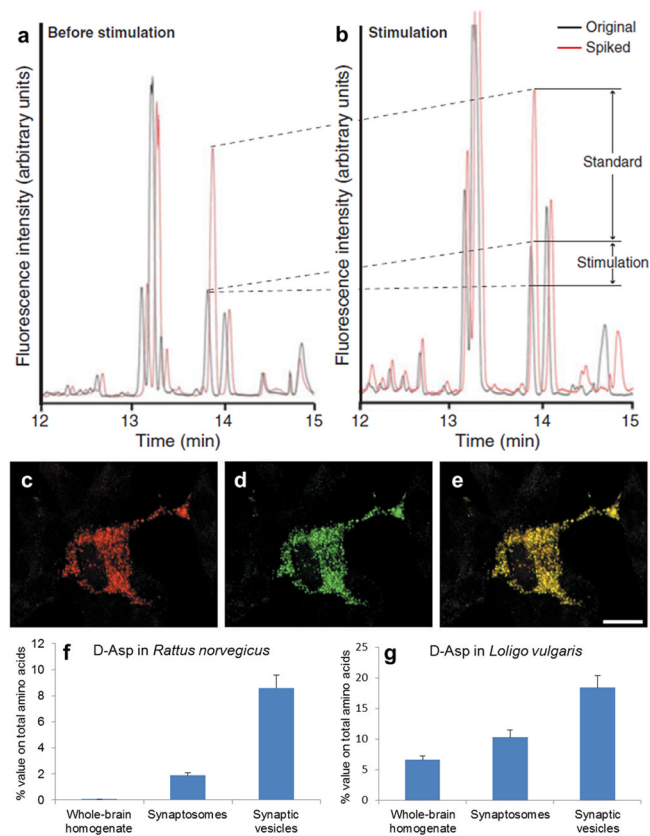 a Before stimulation
Fluorescence intensity (arbitrary units)
12 13 14 15
Time (min)
b Stimulation
Original
Spiked
Standard
Stimulation
Fluorescence intensity (arbitrary units)
12 13 14 15
Time (min)
c
d
e
f D-Asp in Rattus norvegicus
% value on total amino acids
12
10
8
6
4
2
0
Whole-brain
homogenate
Synaptosomes
Synaptic
vesicles
g D-Asp in Loligo vulgaris
% value on total amino acids
25
20
15
10
5
0
Whole-brain
homogenate
Synaptosomes
Synaptic
vesicles